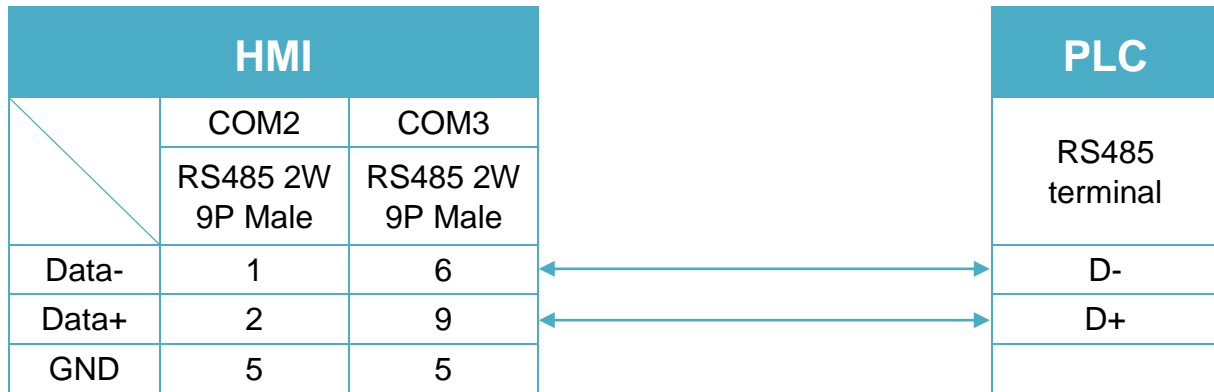 HMI
PLC
COM2
COM3
RS485 2W
9P Male
RS485 2W
9P Male
RS485
terminal
Data-
1
6
D-
Data+
2
9
D+
GND
5
5